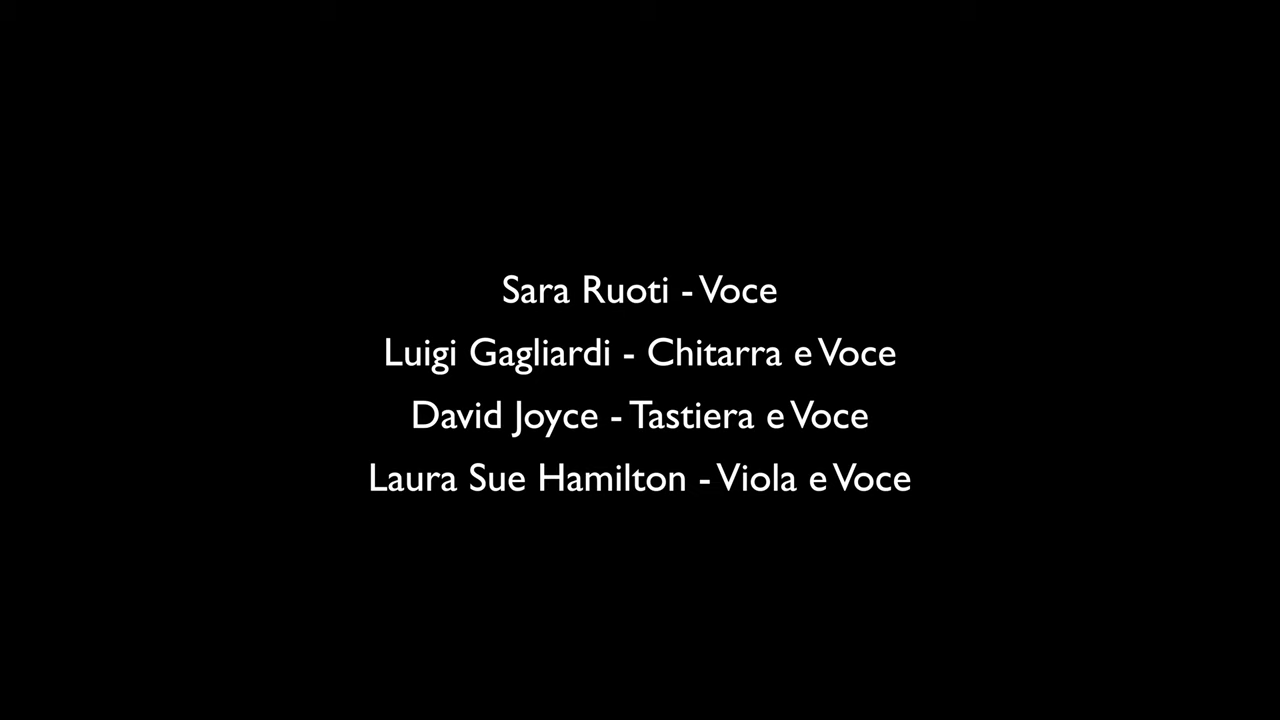 Sara Ruoti - Voce
Luigi Gagliardi - Chitarra e Voce
David Joyce - Tastiera e Voce
Laura Sue Hamilton - Viola e Voce